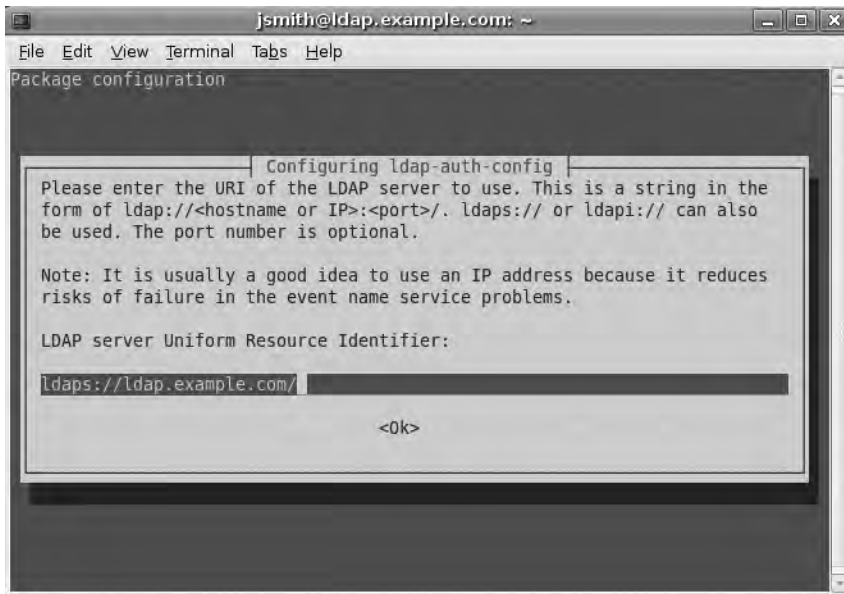 jsmith@ldap.example.com: ~
File Edit View Terminal Tabs Help
Package configuration
Configuring ldap-auth-config
Please enter the URI of the LDAP server to use. This is a string in the
form of ldap://<hostname or IP>:<port>/. ldaps:// or ldapi:// can also
be used. The port number is optional.
Note: It is usually a good idea to use an IP address because it reduces
risks of failure in the event name service problems.
LDAP server Uniform Resource Identifier:
ldaps://ldap.example.com/
<Ok>